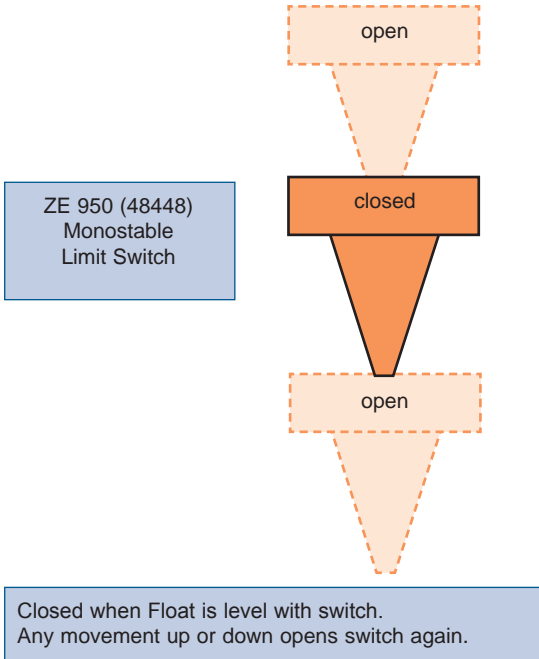 open
closed
ZE 950 (48448)
Monostable
Limit Switch
open
Closed when Float is level with switch.
Any movement up or down opens switch again.